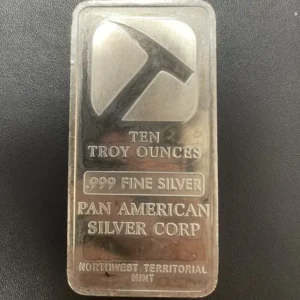 TEN
TROY OUNCES
.999 FINE SILVER
PAN AMERICAN
SILVER CORP
NORTHWEST TERRITORIAL
MINT